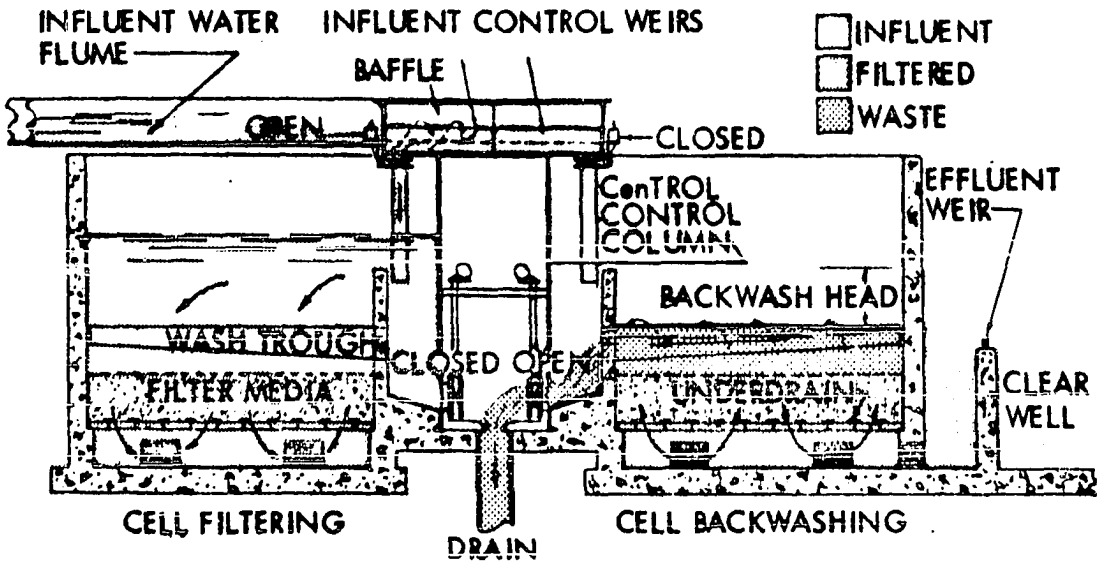 INFLUENT WATER
FLUME
INFLUENT CONTROL WEIRS
BAFFLE
INFLUENT
FILTERED
WASTE
OPEN
CLOSED
EFFLUENT
WEIR
ConTROL
CONTROL
COLUMN
BACKWASH HEAD
WASH TROUGH
CLOSED OPEN
FILTER MEDIA
UNDERDRAIN
CLEAR
WELL
CELL FILTERING
CELL BACKWASHING
DRAIN